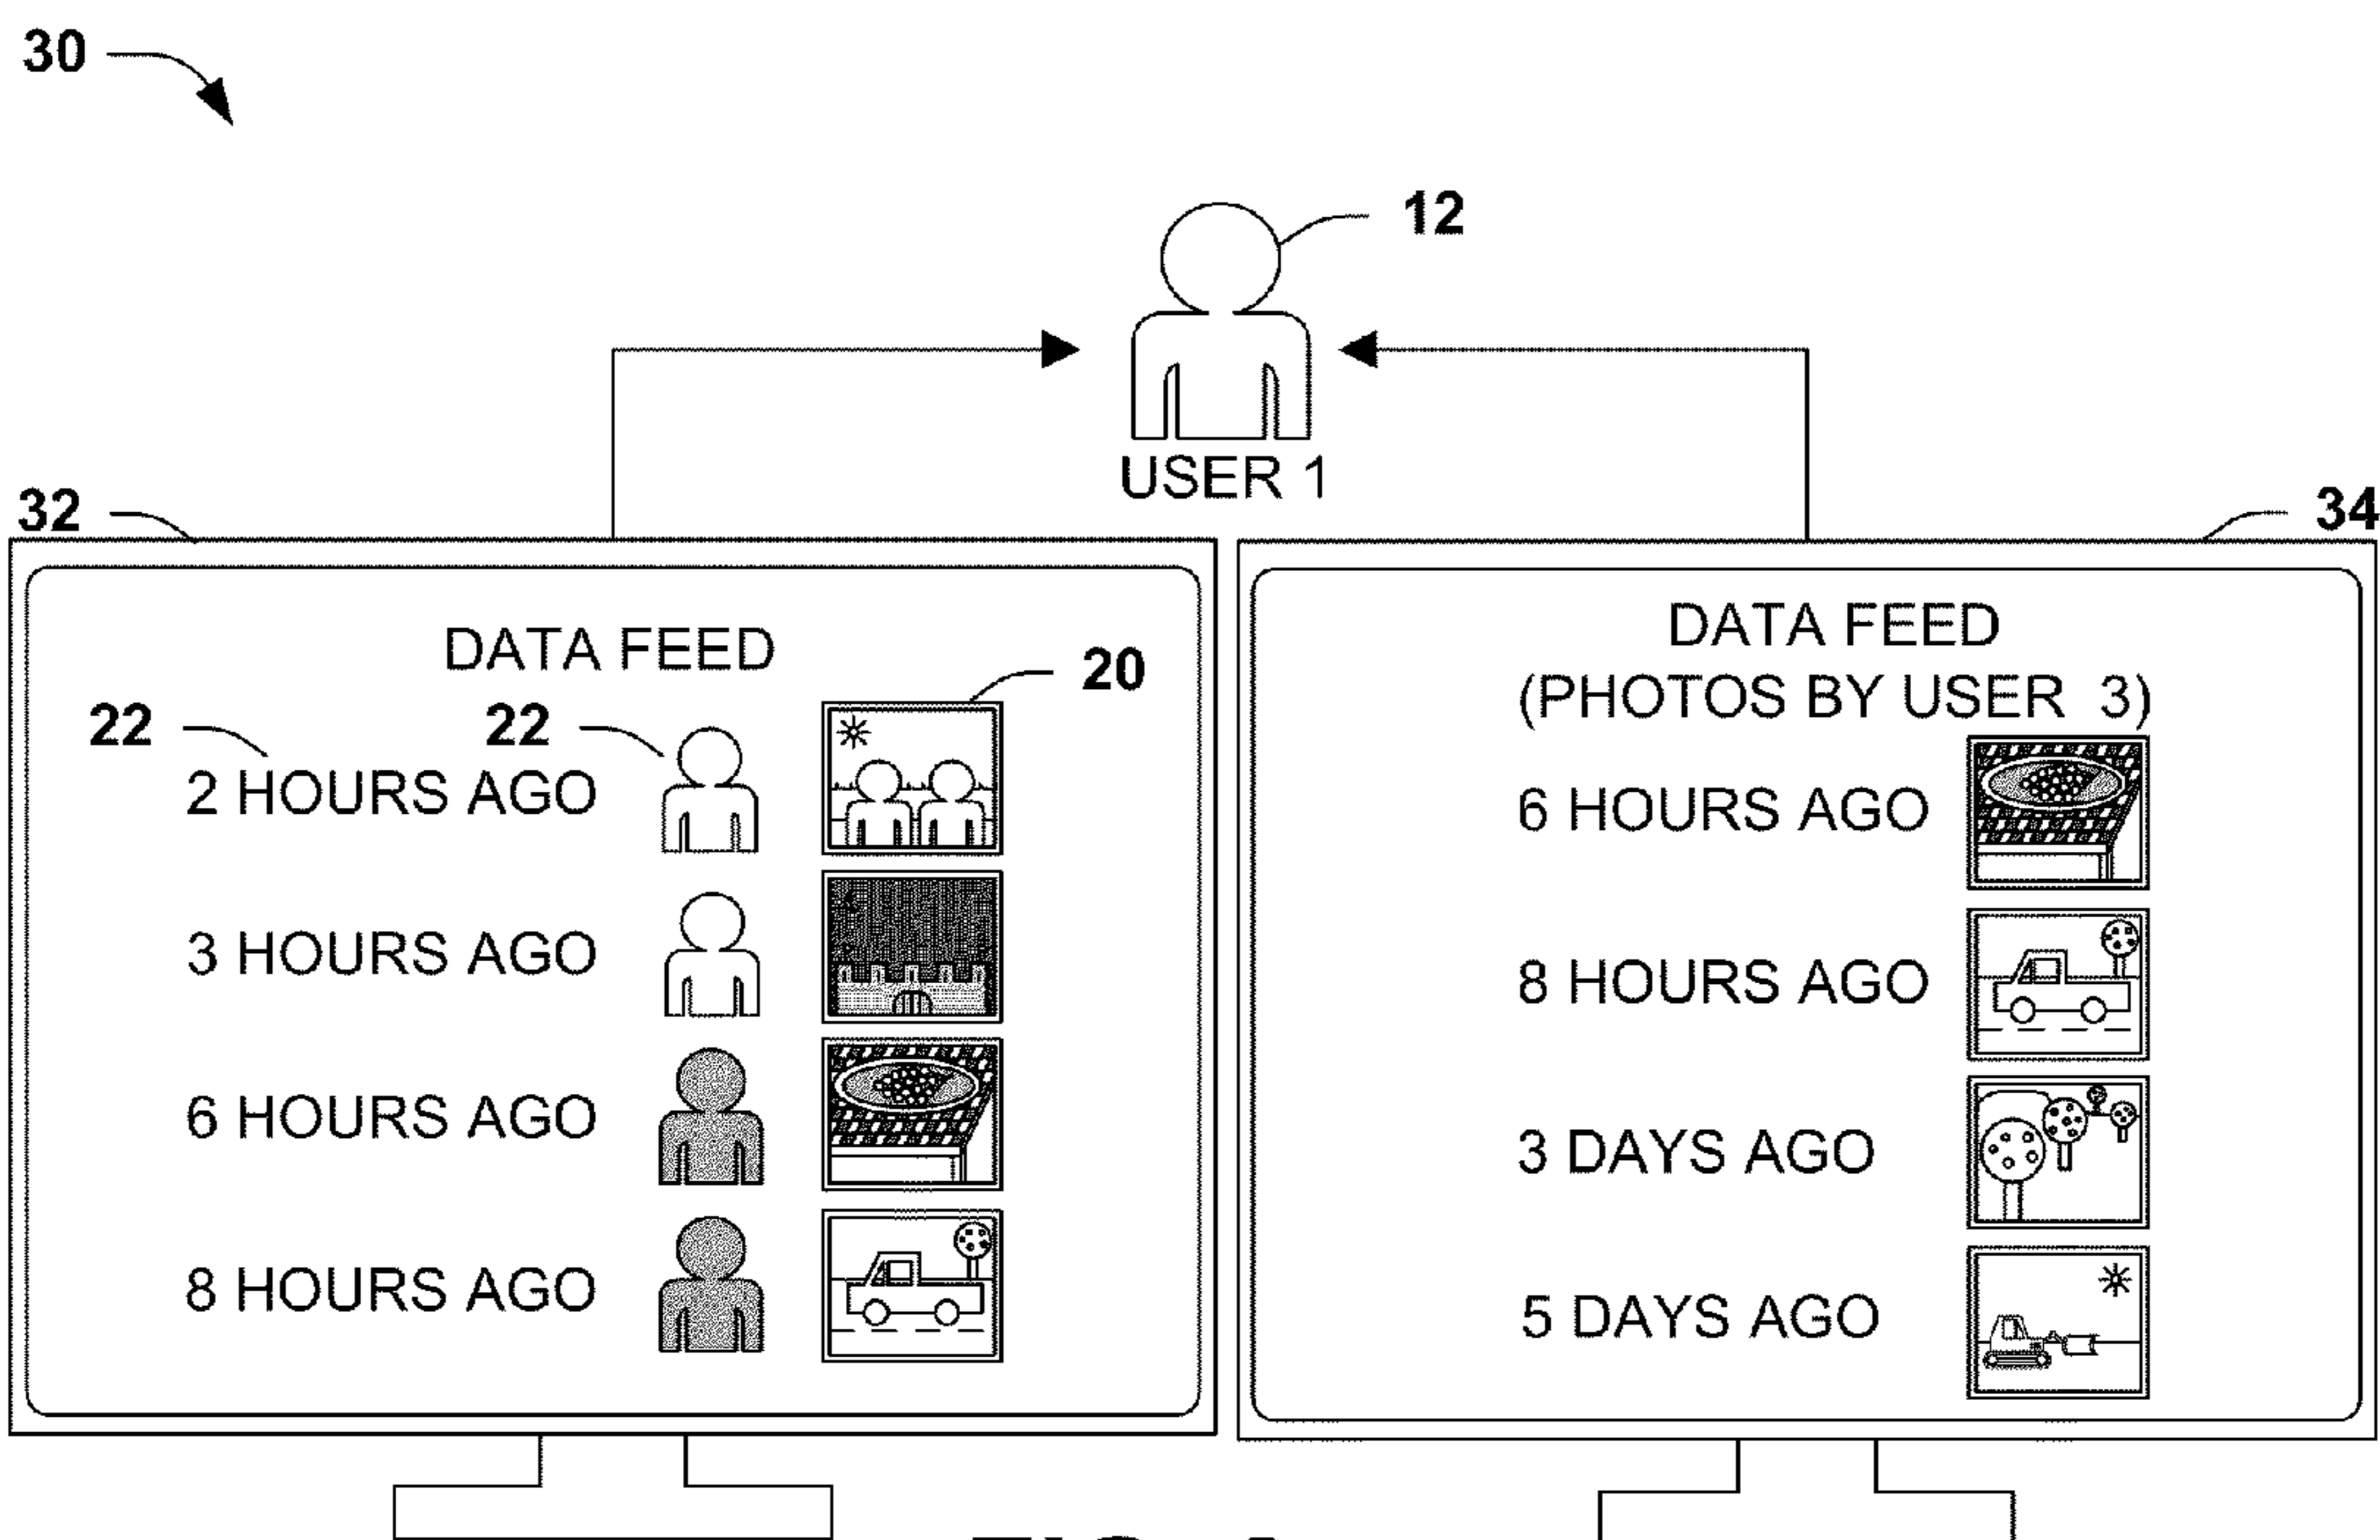 30
12
USER 1
32
34
DATA FEED
20
22
22
2 HOURS AGO
3 HOURS AGO
6 HOURS AGO
8 HOURS AGO
DATA FEED
(PHOTOS BY USER 3)
6 HOURS AGO
8 HOURS AGO
3 DAYS AGO
5 DAYS AGO